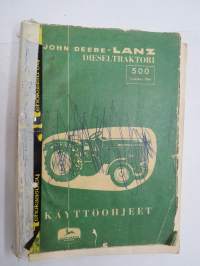 JOHN DEERE-LANZ
DIESELTRAKTORI
500
KÄYTTÖOHJEET